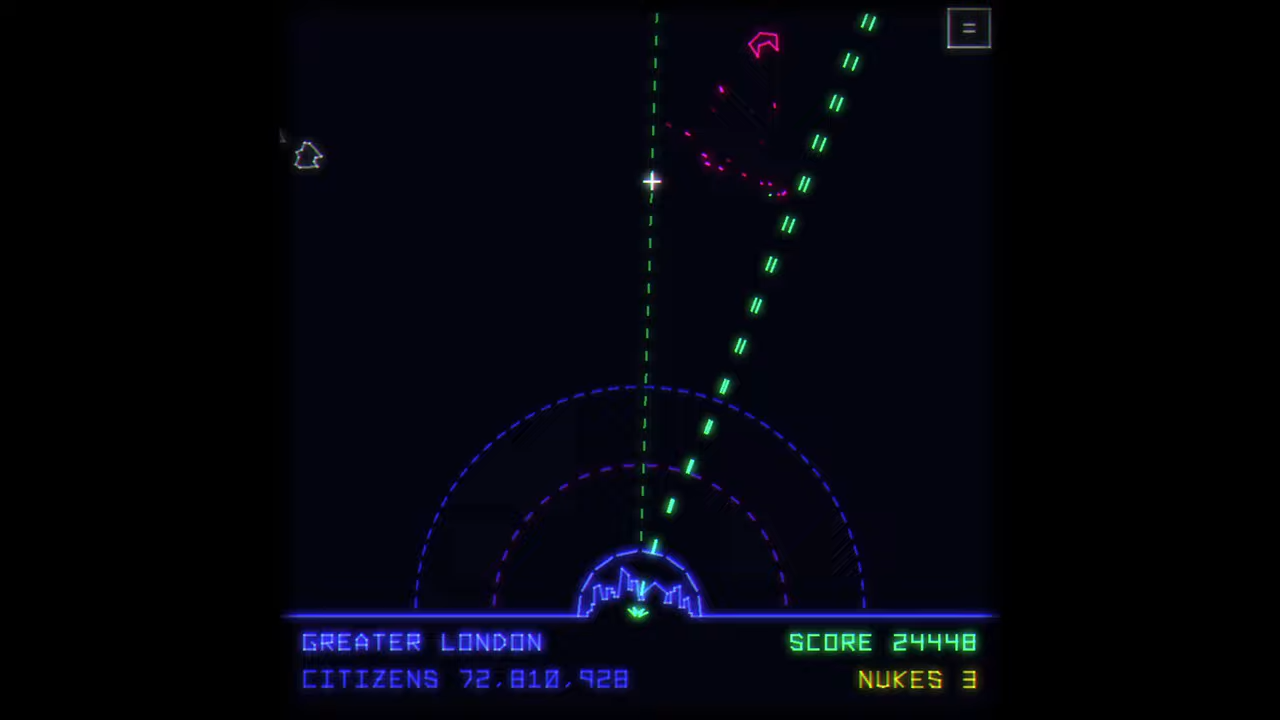 GREATER LONDON
SCORE 24448
CITIZENS 72,810,928
NUKES 3